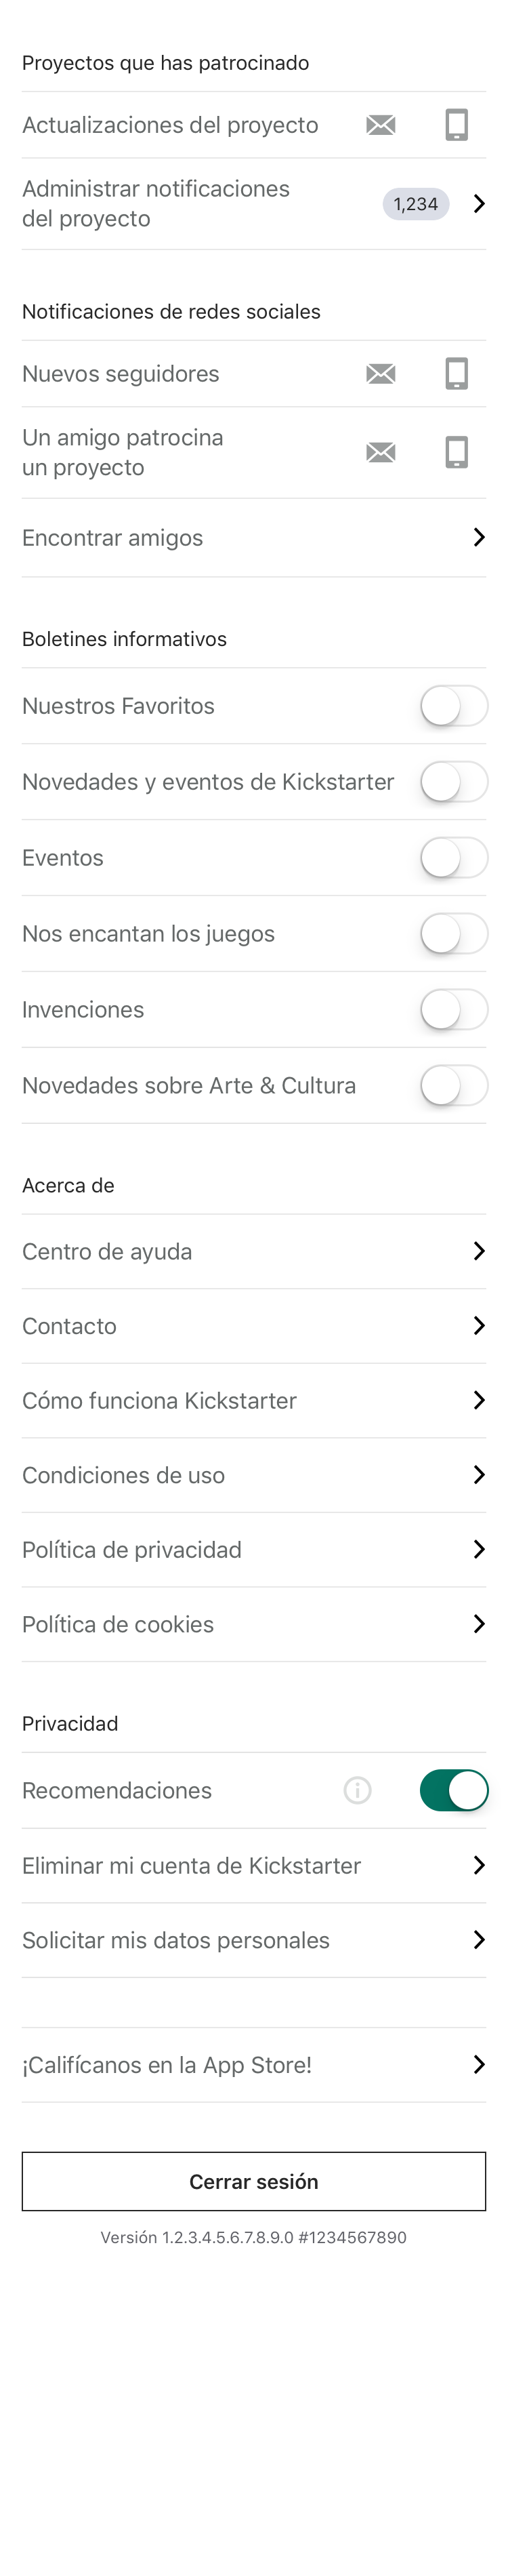 Proyectos que has patrocinado
Actualizaciones del proyecto
Administrar notificaciones
del proyecto
1,234
Notificaciones de redes sociales
Nuevos seguidores
Un amigo patrocina
un proyecto
Encontrar amigos
Boletines informativos
Nuestros Favoritos
Novedades y eventos de Kickstarter
Eventos
Nos encantan los juegos
Invenciones
Novedades sobre Arte & Cultura
Acerca de
Centro de ayuda
Contacto
Cómo funciona Kickstarter
Condiciones de uso
Política de privacidad
Política de cookies
Privacidad
Recomendaciones
Eliminar mi cuenta de Kickstarter
Solicitar mis datos personales
¡Califícanos en la App Store!
Cerrar sesión
Versión 1.2.3.4.5.6.7.8.9.0 #1234567890